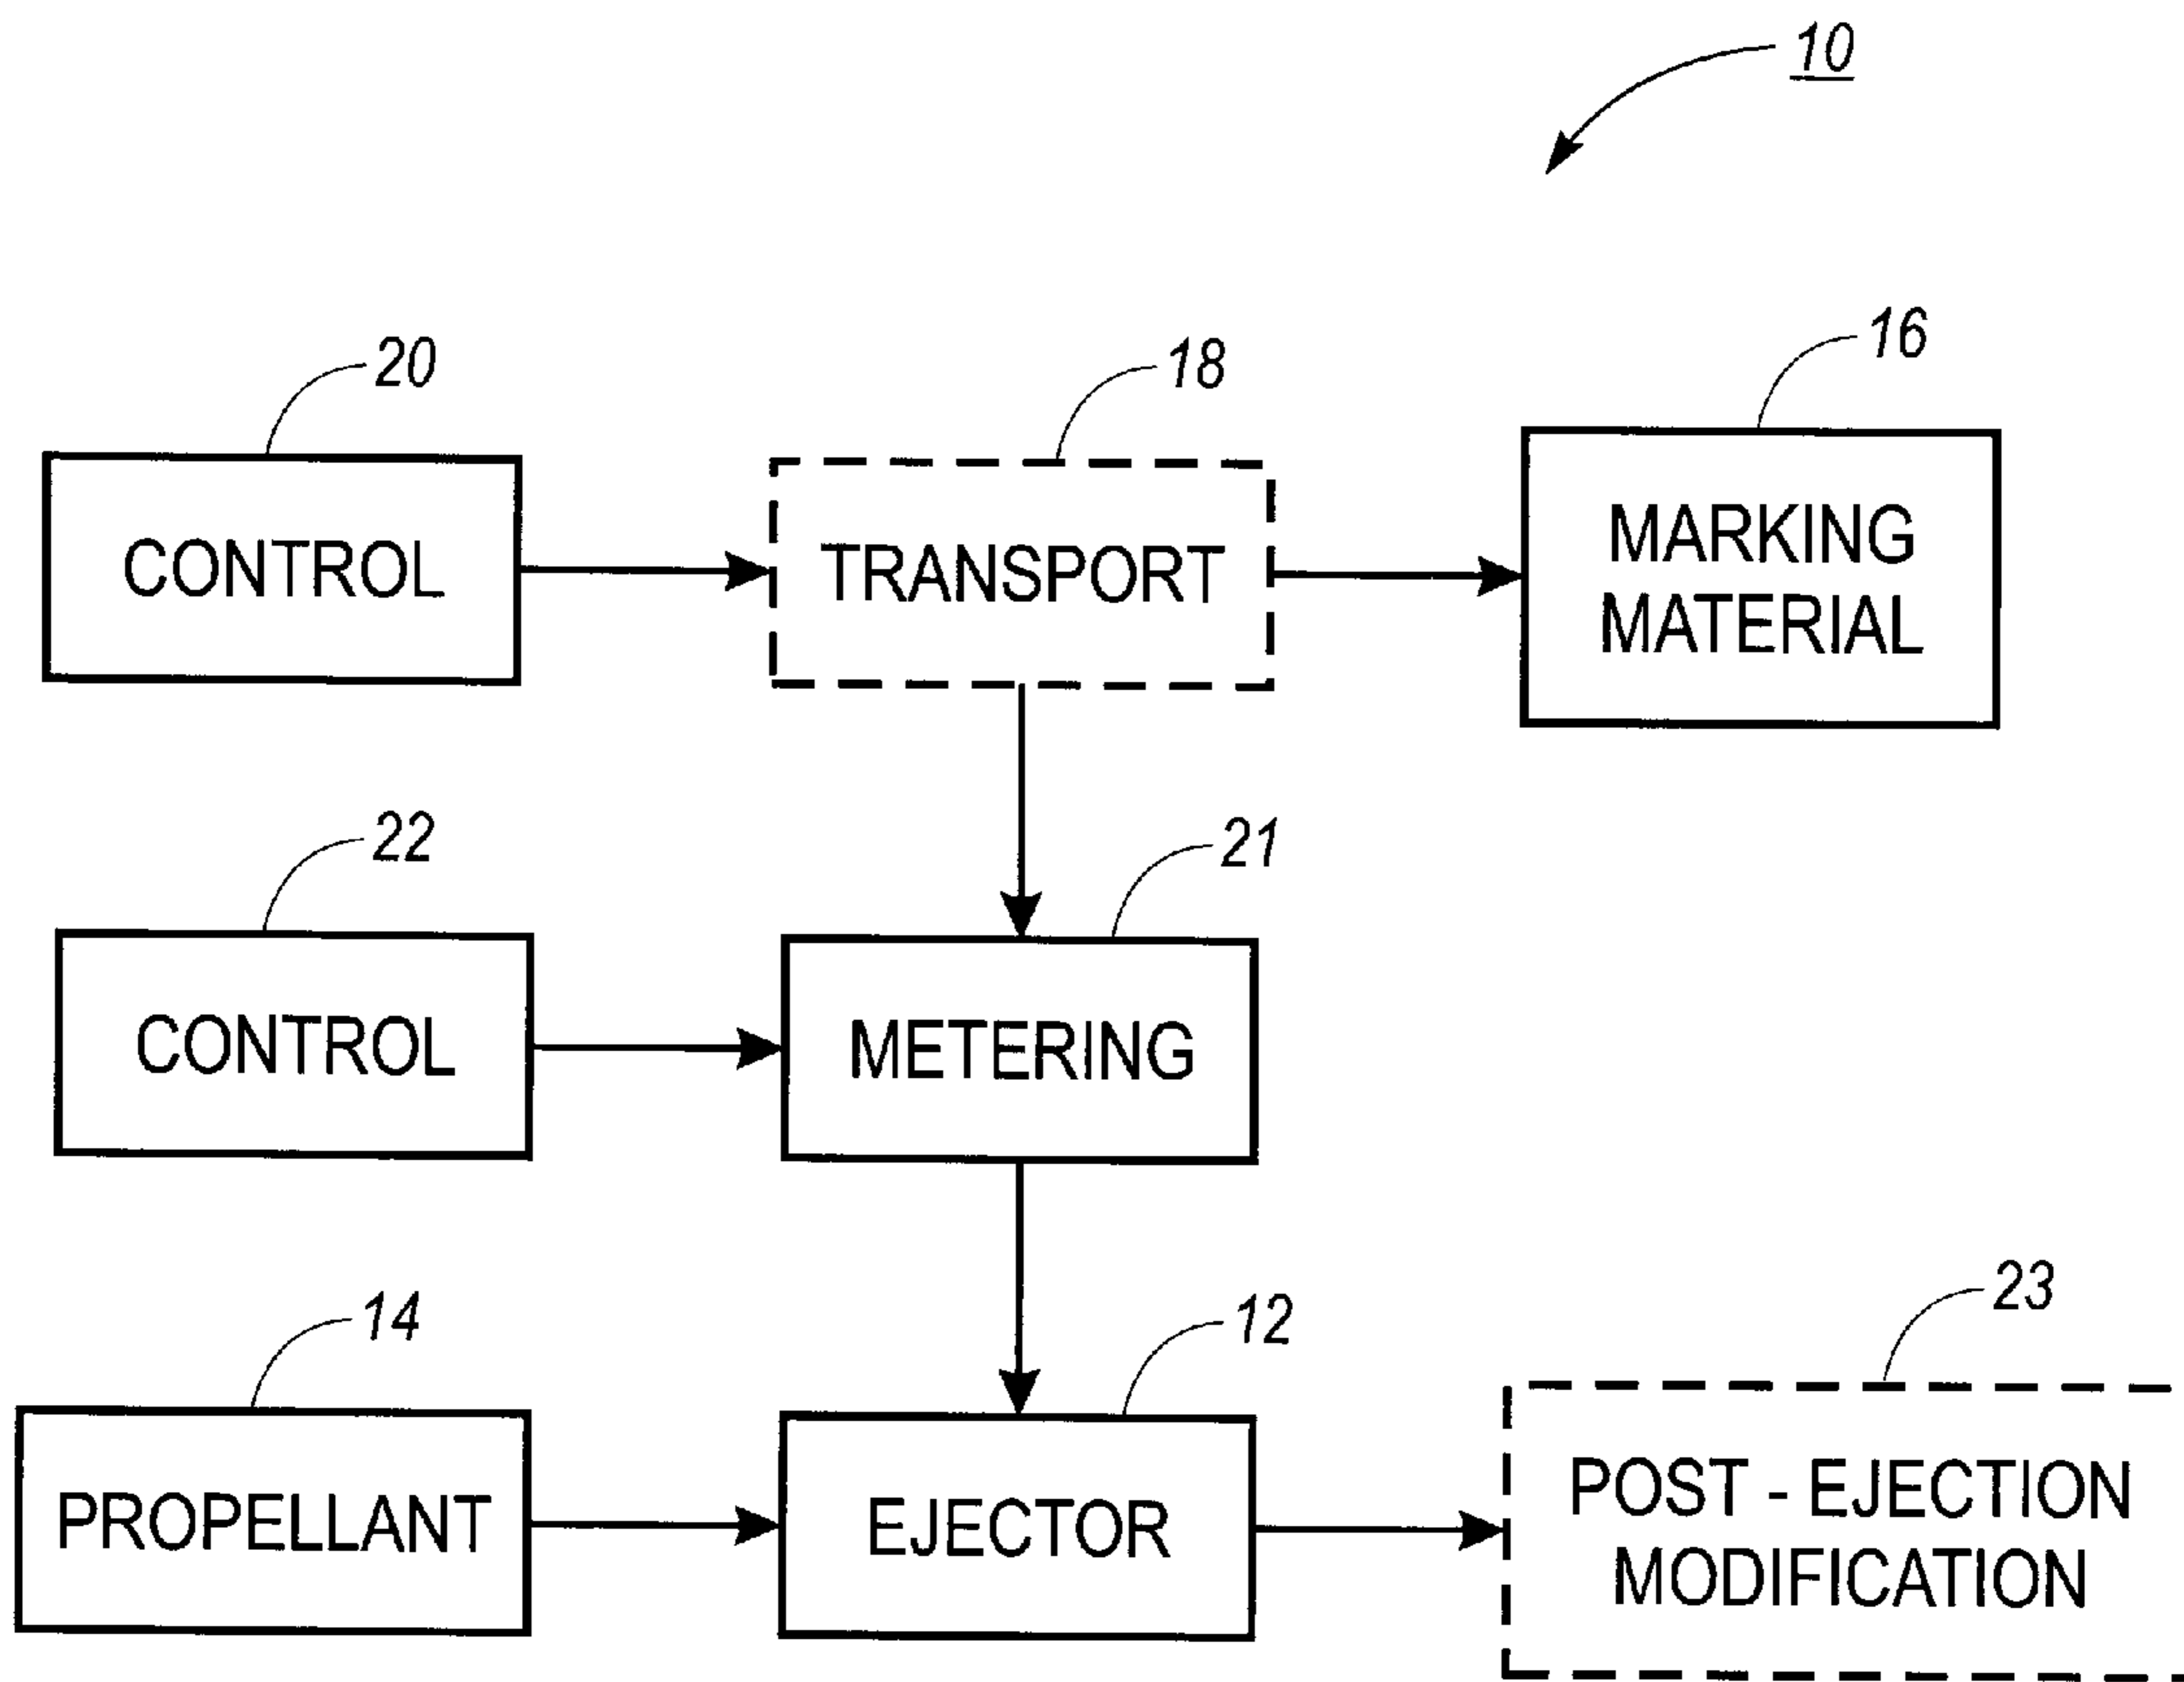 10
20
18
16
CONTROL
TRANSPORT
MARKING
MATERIAL
22
21
CONTROL
METERING
14
12
23
PROPELLANT
EJECTOR
POST - EJECTION
MODIFICATION